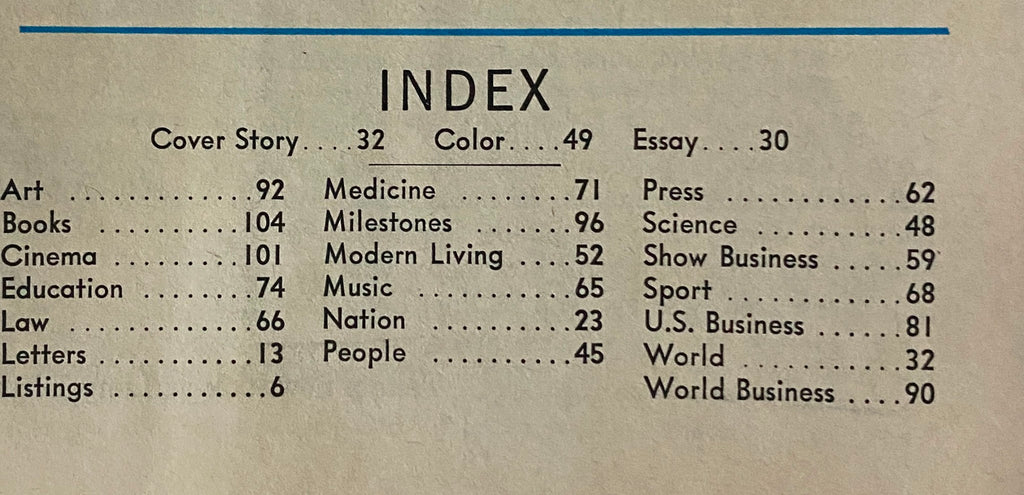 INDEX
Cover Story....32 Color....49 Essay....30
Art ..............92
Books ..........104
Cinema .........101
Education ........74
Law .............66
Letters ..........13
Listings ............6
Medicine ........71
Milestones .......96
Modern Living ....52
Music ...........65
Nation ..........23
People ..........45
Press ............62
Science ..........48
Show Business .....59
Sport ............68
U.S. Business ......81
World ...........32
World Business ....90